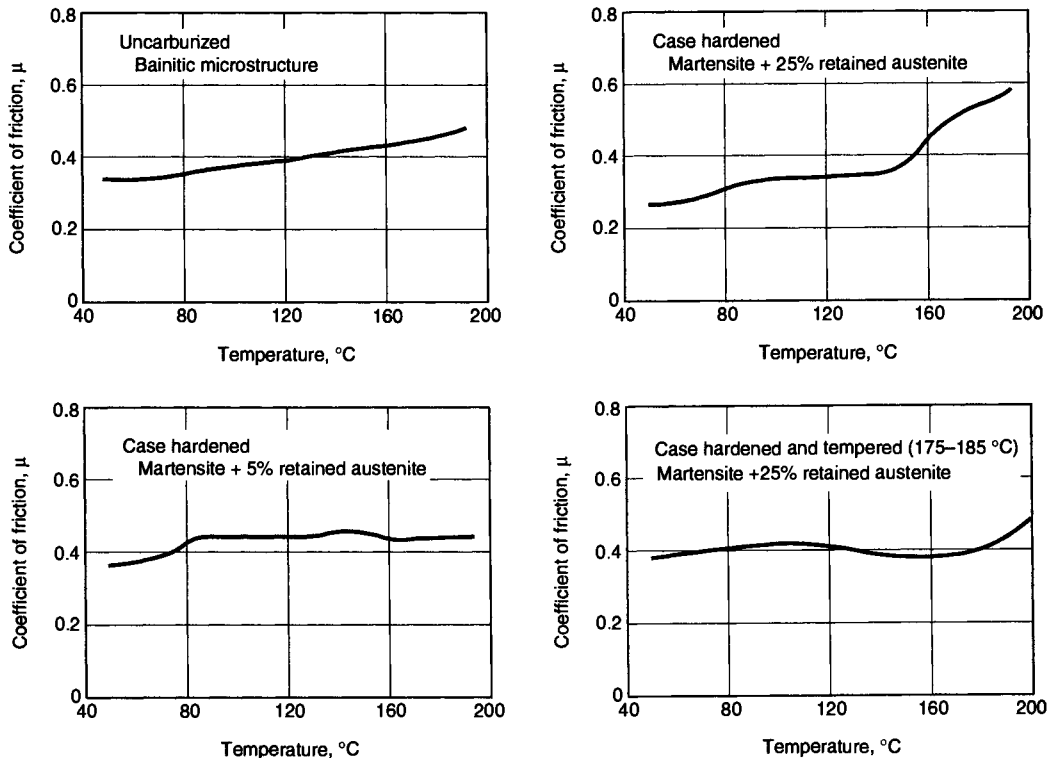 0.8
Uncarburized
Bainitic microstructure
0.6
0.4
0.2
0
40 80 120 160 200
Coefficient of friction, μ
Temperature, °C
0.8
Case hardened
Martensite + 25% retained austenite
0.6
0.4
0.2
0
40 80 120 160 200
Coefficient of friction, μ
Temperature, °C
0.8
Case hardened
Martensite + 5% retained austenite
0.6
0.4
0.2
0
40 80 120 160 200
Coefficient of friction, μ
Temperature, °C
0.8
Case hardened and tempered (175–185 °C)
Martensite +25% retained austenite
0.6
0.4
0.2
0
40 80 120 160 200
Coefficient of friction, μ
Temperature, °C